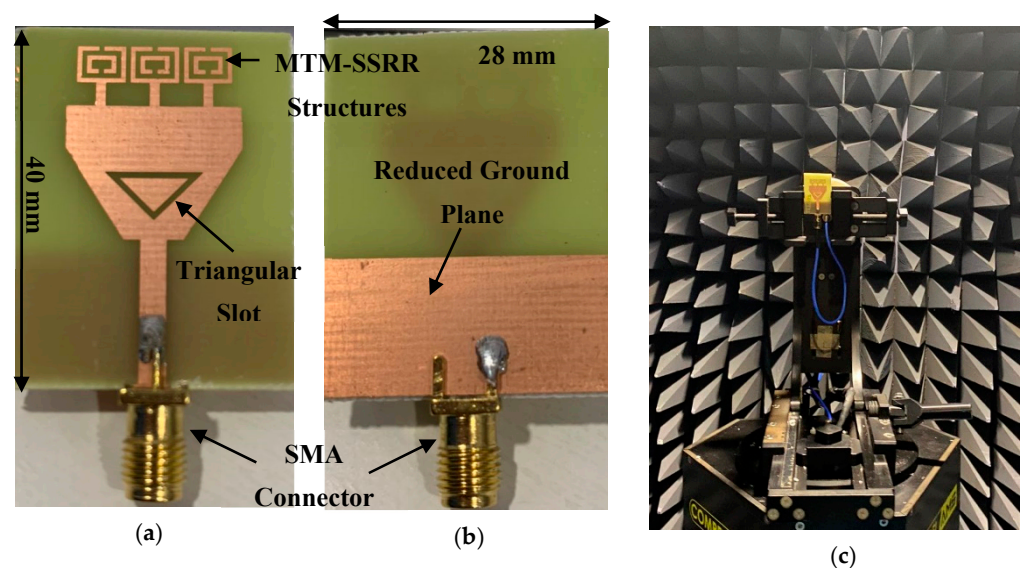 MTM-SSRR
Structures
40 mm
Triangular
Slot
SMA
Connector
28 mm
Reduced Ground
Plane
(a)
(b)
(c)